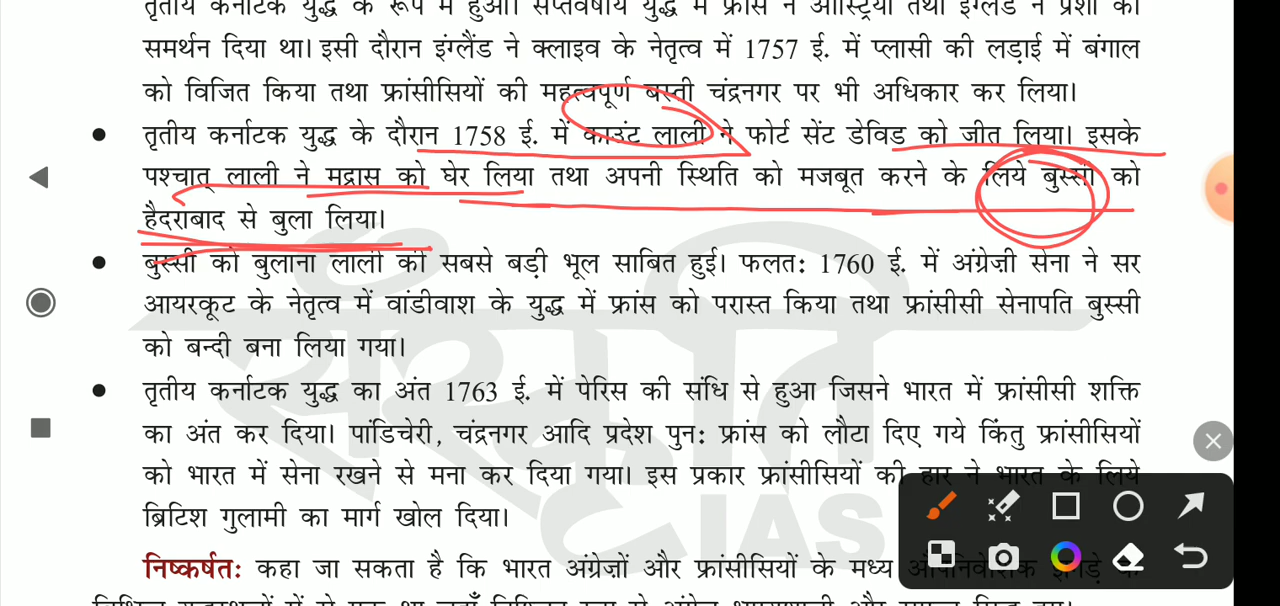 तृतीय कर्नाटक युद्ध के रूप में हुआ। सप्तवर्षीय युद्ध में फ्रांस ने ऑस्ट्रिया तथा इंग्लैंड ने प्रशा का
समर्थन दिया था। इसी दौरान इंग्लैंड ने क्लाइव के नेतृत्व में 1757 ई. में प्लासी की लड़ाई में बंगाल
को विजित किया तथा फ्रांसीसियों की महत्वपूर्ण बस्ती चंद्रनगर पर भी अधिकार कर लिया।
● तृतीय कर्नाटक युद्ध के दौरान 1758 ई. में काउंट लाली ने फोर्ट सेंट डेविड को जीत लिया। इसके
पश्चात् लाली ने मद्रास को घेर लिया तथा अपनी स्थिति को मजबूत करने के लिये बुस्सी को
हैदराबाद से बुला लिया।
● बुस्सी को बुलाना लाली की सबसे बड़ी भूल साबित हुई। फलतः 1760 ई. में अंग्रेज़ी सेना ने सर
आयरकूट के नेतृत्व में वांडीवाश के युद्ध में फ्रांस को परास्त किया तथा फ्रांसीसी सेनापति बुस्सी
को बन्दी बना लिया गया।
● तृतीय कर्नाटक युद्ध का अंत 1763 ई. में पेरिस की संधि से हुआ जिसने भारत में फ्रांसीसी शक्ति
का अंत कर दिया। पांडिचेरी, चंद्रनगर आदि प्रदेश पुनः फ्रांस को लौटा दिए गये किंतु फ्रांसीसियों
को भारत में सेना रखने से मना कर दिया गया। इस प्रकार फ्रांसीसियों की हार ने भारत के लिये
ब्रिटिश गुलामी का मार्ग खोल दिया।
निष्कर्षतः कहा जा सकता है कि भारत अंग्रेज़ों और फ्रांसीसियों के मध्य औपनिवेशिक झगड़े के
संस्कृति
IAS